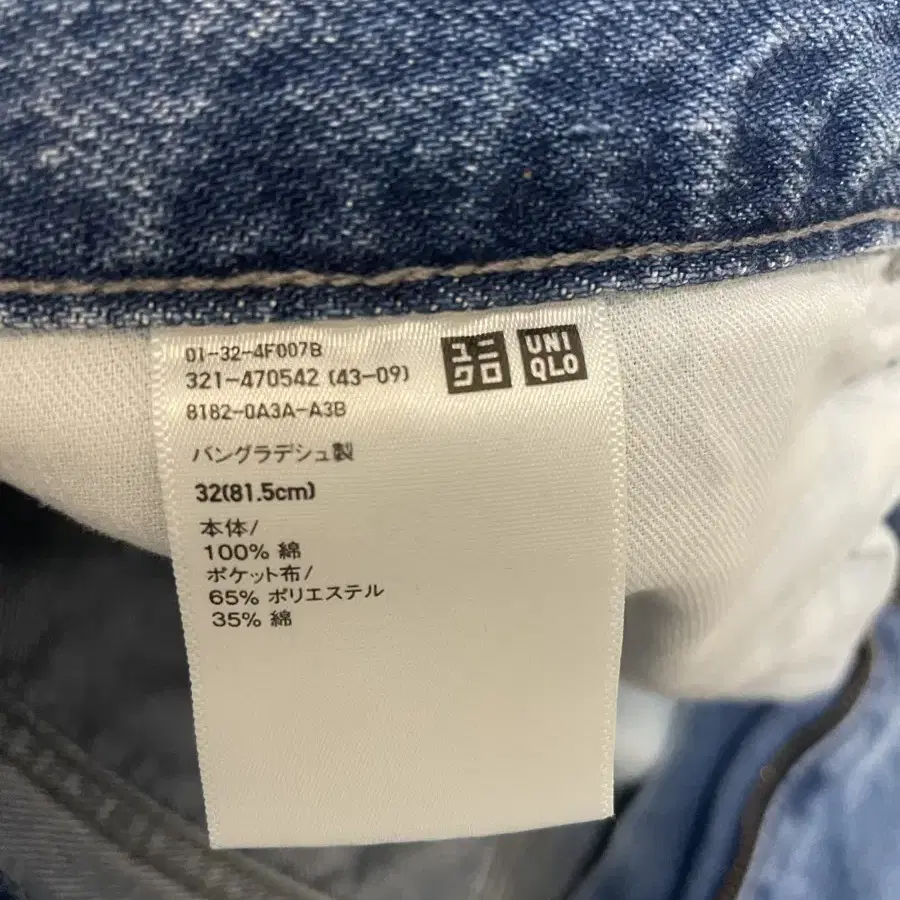 01-32-4F007B
321-470542 (43-09)
8182-0A3A-A3B
ユニ
クロ
UNI
QLO
バングラデシュ製
32(81.5cm)
本体/
100% 綿
ポケット布/
65% ポリエステル
35% 綿